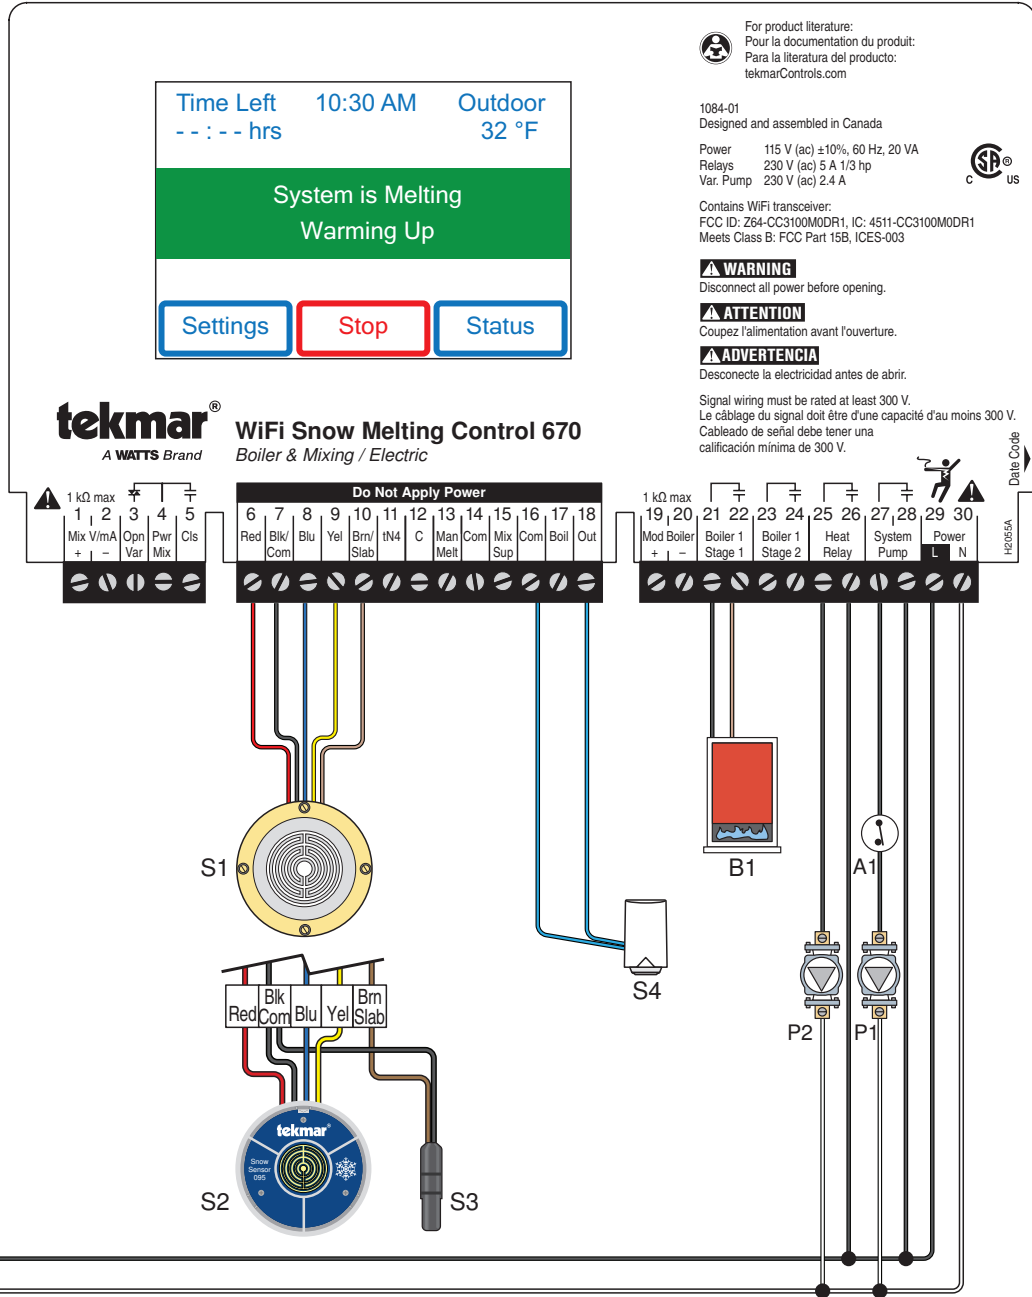 For product literature:
Pour la documentation du produit:
Para la literatura del producto:
tekmarControls.com
Time Left 10:30 AM Outdoor
- - : - - hrs 32 °F
System is Melting
Warming Up
Settings Stop Status
1084-01
Designed and assembled in Canada
Power 115 V (ac) ±10%, 60 Hz, 20 VA
Relays 230 V (ac) 5 A 1/3 hp
Var. Pump 230 V (ac) 2.4 A
C SA ® US
Contains WiFi transceiver:
FCC ID: Z64-CC3100M0DR1, IC: 4511-CC3100M0DR1
Meets Class B: FCC Part 15B, ICES-003
WARNING
Disconnect all power before opening.
ATTENTION
Coupez l'alimentation avant l'ouverture.
ADVERTENCIA
Desconecte la electricidad antes de abrir.
Signal wiring must be rated at least 300 V.
Le câblage du signal doit être d'une capacité d'au moins 300 V.
Cableado de señal debe tener una
calificación mínima de 300 V.
Date Code
H2055A
tekmar®
A WATTS Brand
WiFi Snow Melting Control 670
Boiler & Mixing / Electric
1 kΩ max
1 2 3 4 5
Mix V/mA Opn Pwr Cls
+ – Var Mix
Do Not Apply Power
6 7 8 9 10 11 12 13 14 15 16 17 18
Red Blk/ Blu Yel Brn/ tN4 C Man Com Mix Com Boil Out
Com Slab Melt Sup
1 kΩ max
19 20 21 22 23 24 25 26 27 28 29 30
Mod Boiler Boiler 1 Boiler 1 Heat System Power
+ – Stage 1 Stage 2 Relay Pump L N
S1
B1
A1
S4
P2
P1
Red Blk Com Blu Yel Brn Slab
tekmar®
Snow
Sensor
095
S2
S3